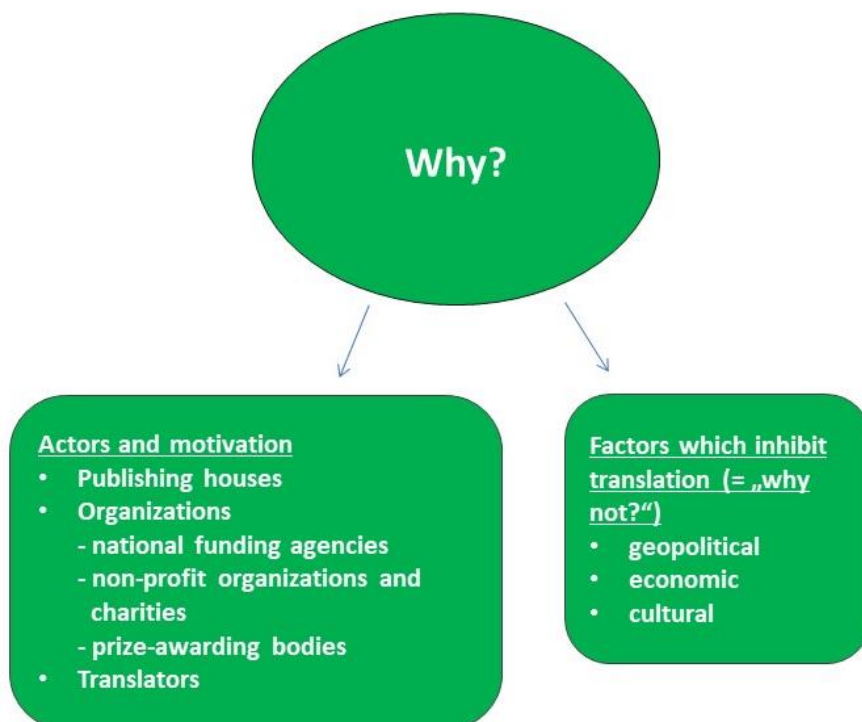 Why?
Actors and motivation
• Publishing houses
• Organizations
- national funding agencies
- non-profit organizations and
charities
- prize-awarding bodies
• Translators
Factors which inhibit
translation (= „why
not?“)
• geopolitical
• economic
• cultural